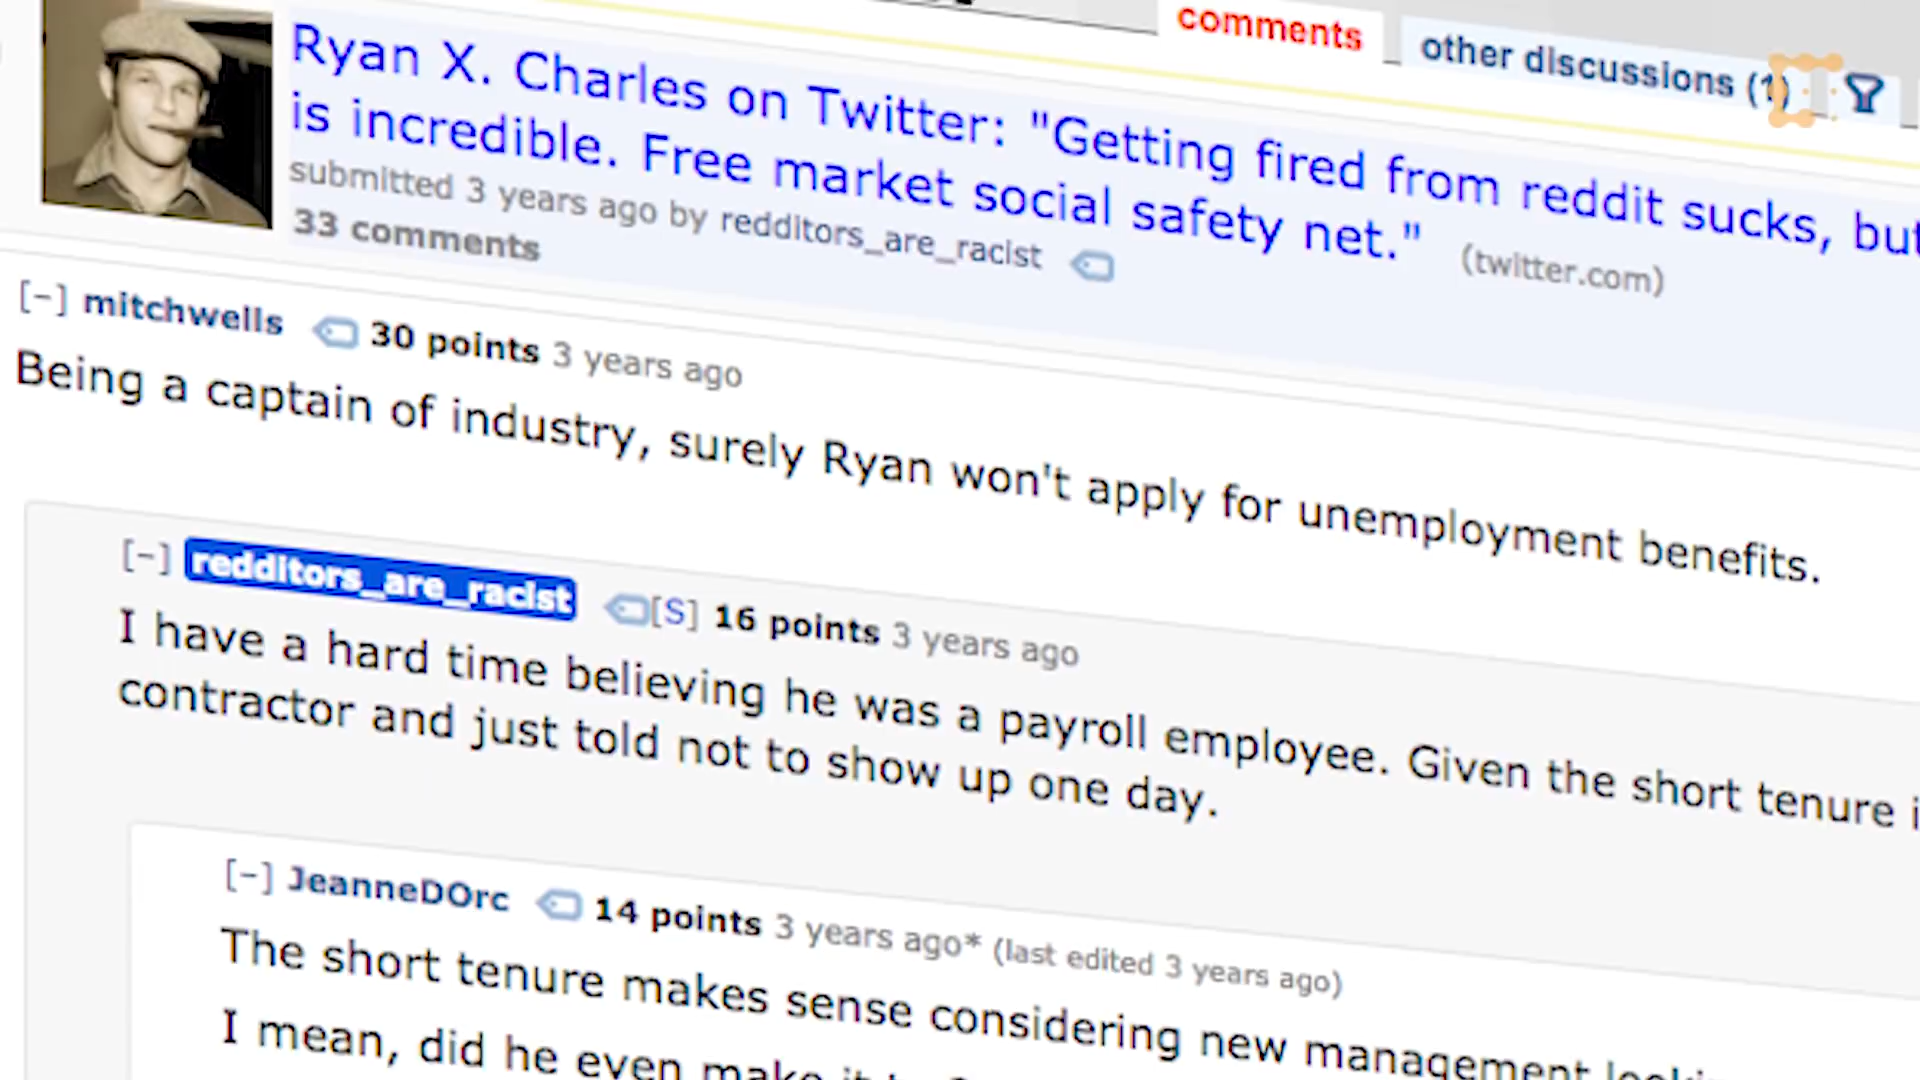 comments
other discussions (1)
Ryan X. Charles on Twitter: "Getting fired from reddit sucks, but
is incredible. Free market social safety net." (twitter.com)
submitted 3 years ago by redditors_are_racist
33 comments
[–] mitchwells 30 points 3 years ago
Being a captain of industry, surely Ryan won't apply for unemployment benefits.
[–] redditors_are_racist [S] 16 points 3 years ago
I have a hard time believing he was a payroll employee. Given the short tenure
contractor and just told not to show up one day.
[–] JeanneDOrc 14 points 3 years ago* (last edited 3 years ago)
The short tenure makes sense considering new management
I mean, did he even make it